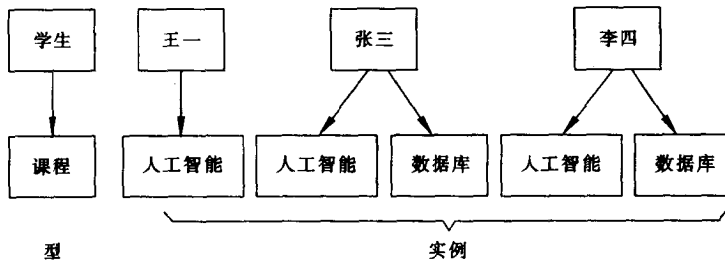 学生 王一 张三 李四
课程 人工智能 人工智能 数据库 人工智能 数据库
型 实例